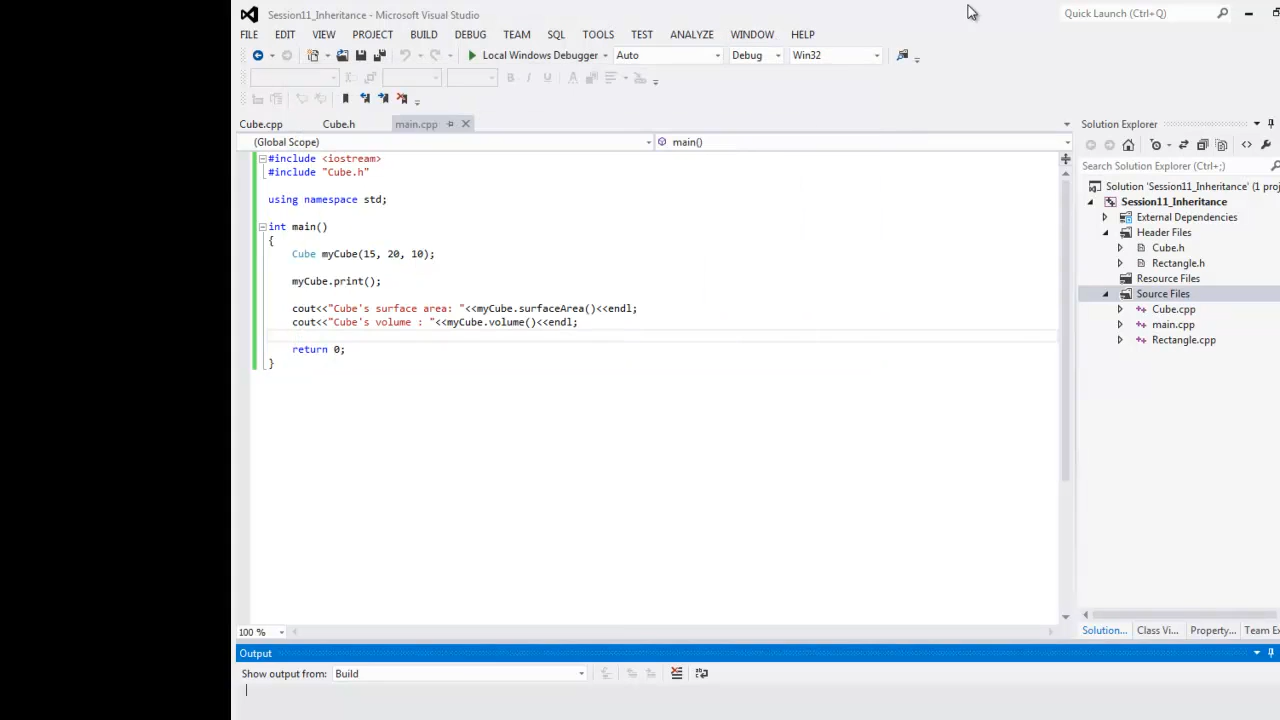 Session11_Inheritance - Microsoft Visual Studio
Quick Launch (Ctrl+Q)
FILE EDIT VIEW PROJECT BUILD DEBUG TEAM SQL TOOLS TEST ANALYZE WINDOW HELP
Local Windows Debugger Auto Debug Win32
Cube.cpp Cube.h main.cpp
(Global Scope) main()
#include <iostream>
#include "Cube.h"
using namespace std;
int main()
{
Cube myCube(15, 20, 10);
myCube.print();
cout<<"Cube's surface area: "<<myCube.surfaceArea()<<endl;
cout<<"Cube's volume : "<<myCube.volume()<<endl;
return 0;
}
100 %
Solution Explorer
Search Solution Explorer (Ctrl+;)
Solution 'Session11_Inheritance' (1 proj
Session11_Inheritance
External Dependencies
Header Files
Cube.h
Rectangle.h
Resource Files
Source Files
Cube.cpp
main.cpp
Rectangle.cpp
Solution... Class Vi... Property... Team Ex
Output
Show output from: Build